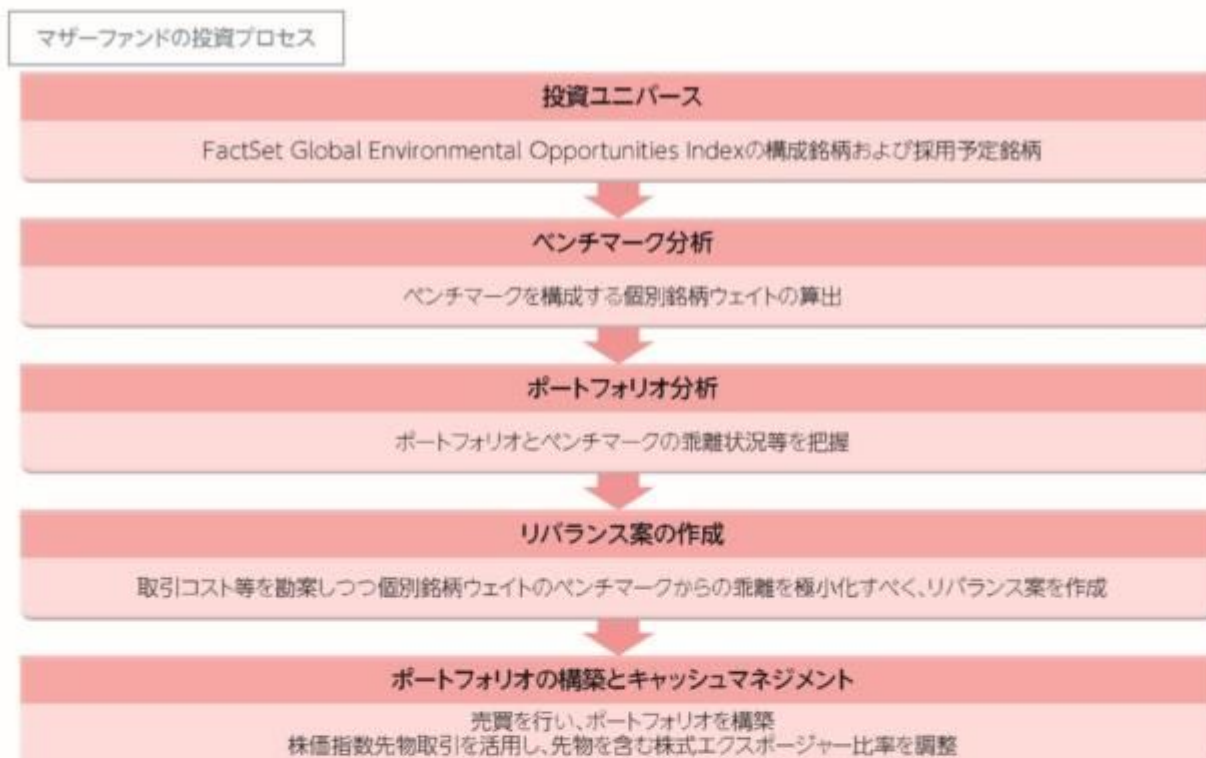 マザーファンドの投資プロセス
投資ユニバース
FactSet Global Environmental Opportunities Indexの構成銘柄および採用予定銘柄
ベンチマーク分析
ベンチマークを構成する個別銘柄ウェイトの算出
ポートフォリオ分析
ポートフォリオとベンチマークの乖離状況等を把握
リバランス案の作成
取引コスト等を勘案しつつ個別銘柄ウェイトのベンチマークからの乖離を極小化すべく、リバランス案を作成
ポートフォリオの構築とキャッシュマネジメント
売買を行い、ポートフォリオを構築
株価指数先物取引を活用し、先物を含む株式エクスポージャー比率を調整